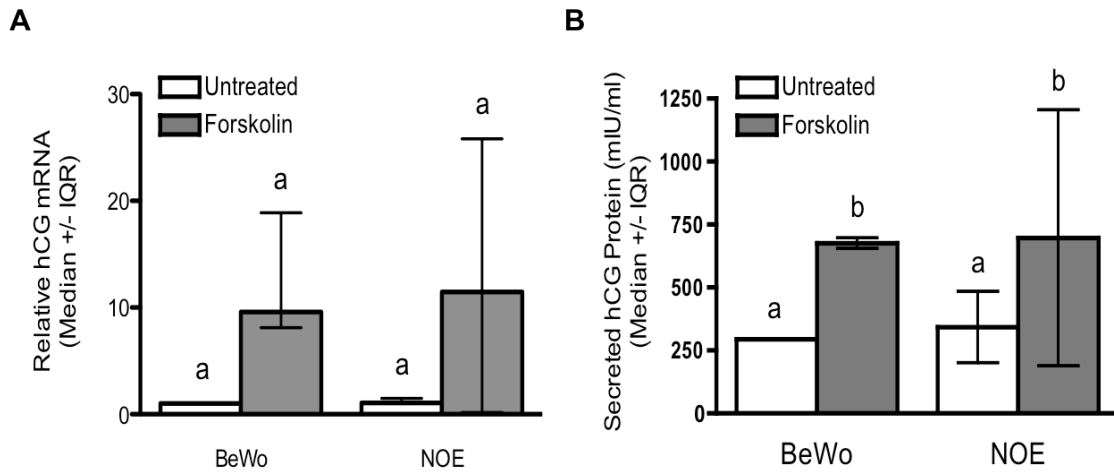 A
Untreated
Forskolin
30
20
10
0
Relative hCG mRNA
(Median +/- IQR)
a
a
a
a
BeWo
NOE
B
Untreated
Forskolin
1250
1000
750
500
250
0
Secreted hCG Protein (mIU/ml)
(Median +/- IQR)
a
b
a
b
BeWo
NOE